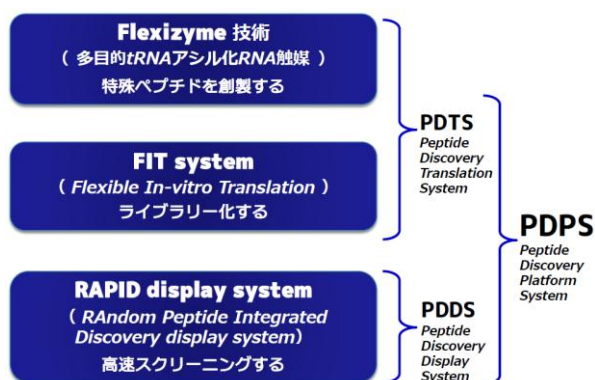 Flexizyme 技術
( 多目的tRNAアシル化RNA触媒 )
特殊ペプチドを創製する
FIT system
( Flexible In-vitro Translation )
ライブラリー化する
RAPID display system
( RAndom Peptide Integrated
Discovery display system)
高速スクリーニングする
PDTS
Peptide
Discovery
Translation
System
PDDS
Peptide
Discovery
Display
System
PDPS
Peptide
Discovery
Platform
System